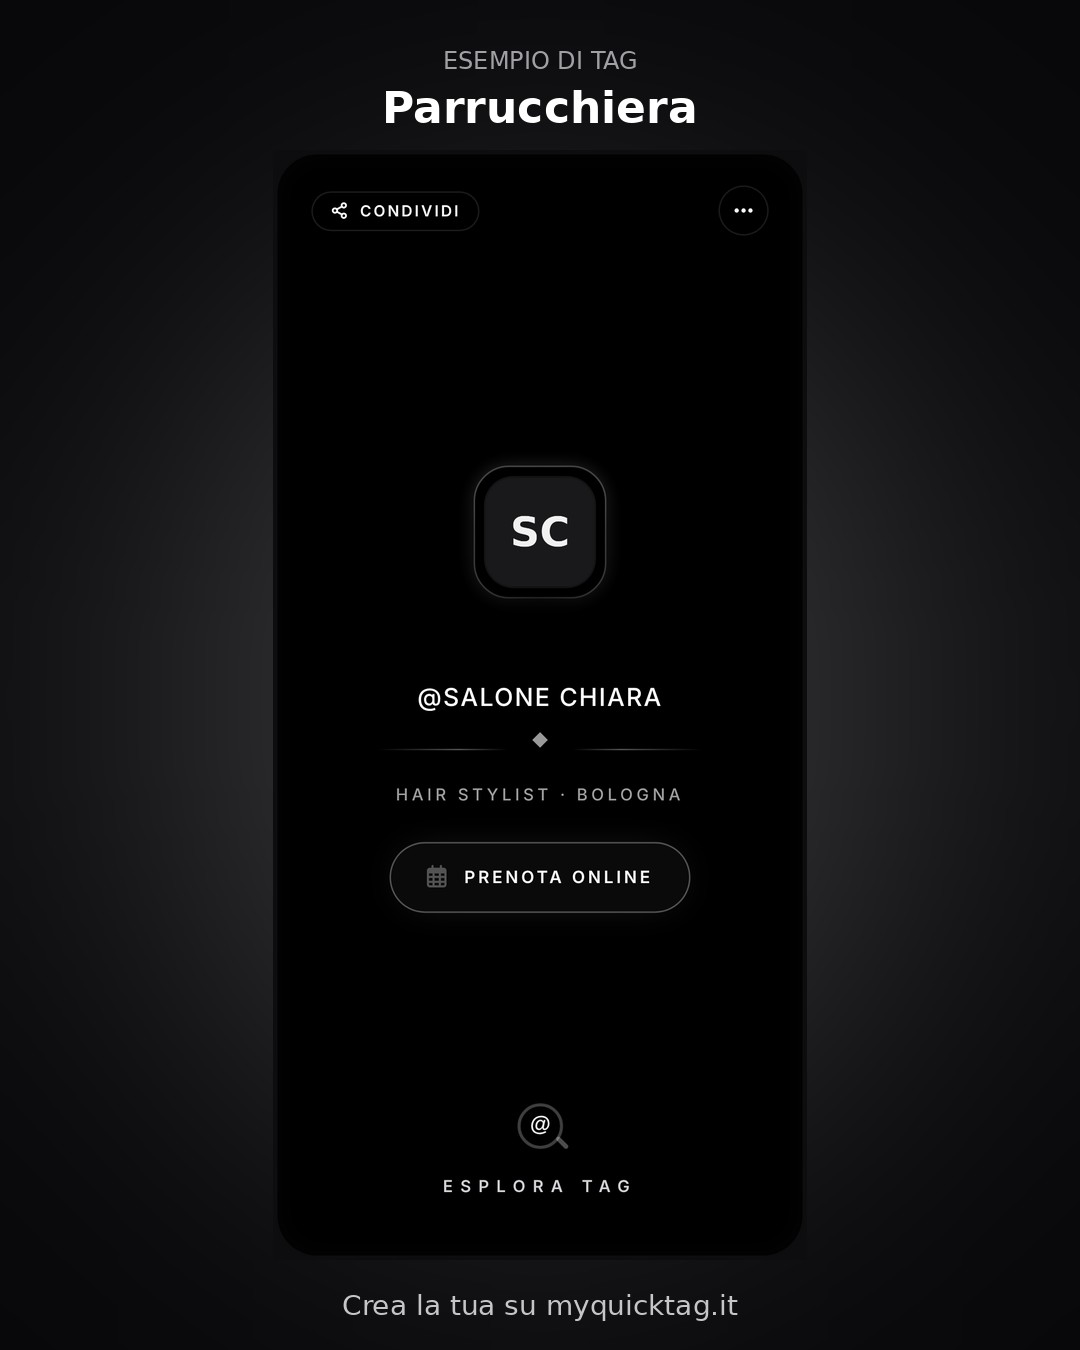 ESEMPIO DI TAG
Parrucchiera
CONDIVIDI
SC
@SALONE CHIARA
HAIR STYLIST · BOLOGNA
PRENOTA ONLINE
@
ESPLORA TAG
Crea la tua su myquicktag.it